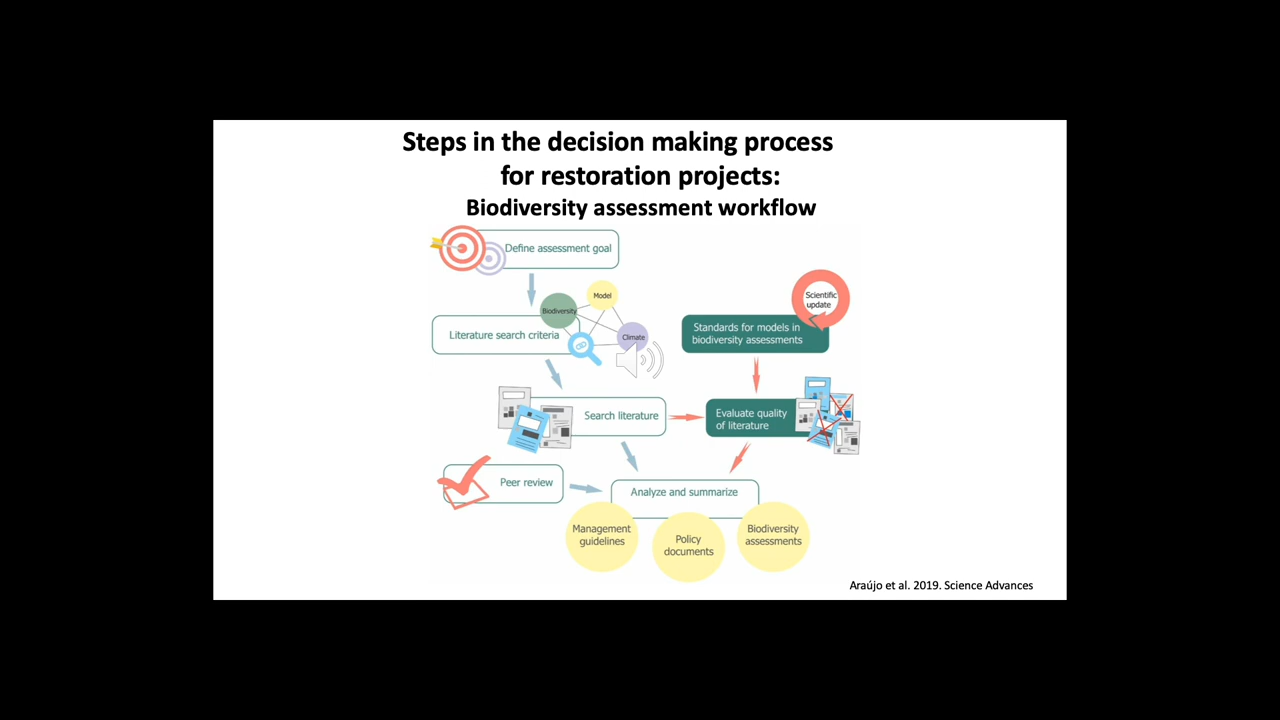 Steps in the decision making process
for restoration projects:
Biodiversity assessment workflow
Define assessment goal
Model
Biodiversity
Climate
Literature search criteria
Scientific
update
Standards for models in
biodiversity assessments
Search literature
Evaluate quality
of literature
Peer review
Analyze and summarize
Management
guidelines
Policy
documents
Biodiversity
assessments
Araújo et al. 2019. Science Advances